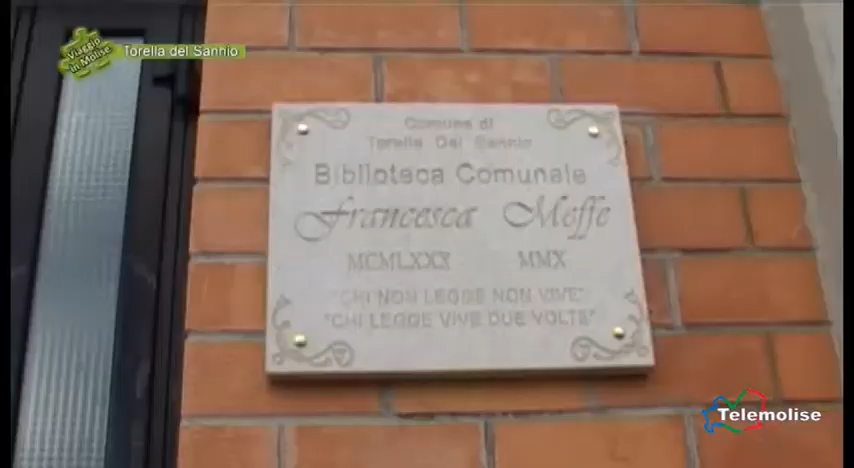 Viaggio
in Molise
Torella del Sannio
Comune di
Torella Del Sannio
Biblioteca Comunale
Francesca Meffe
MCMLXXX MMX
"CHI NON LEGGE NON VIVE"
"CHI LEGGE VIVE DUE VOLTE"
Telemolise